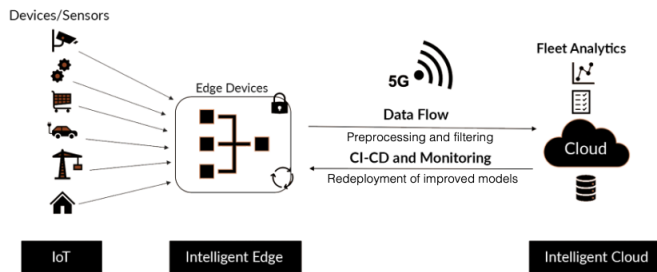 Devices/Sensors
Edge Devices
5G
Fleet Analytics
Data Flow
Preprocessing and filtering
CI-CD and Monitoring
Redeployment of improved models
Cloud
IoT
Intelligent Edge
Intelligent Cloud